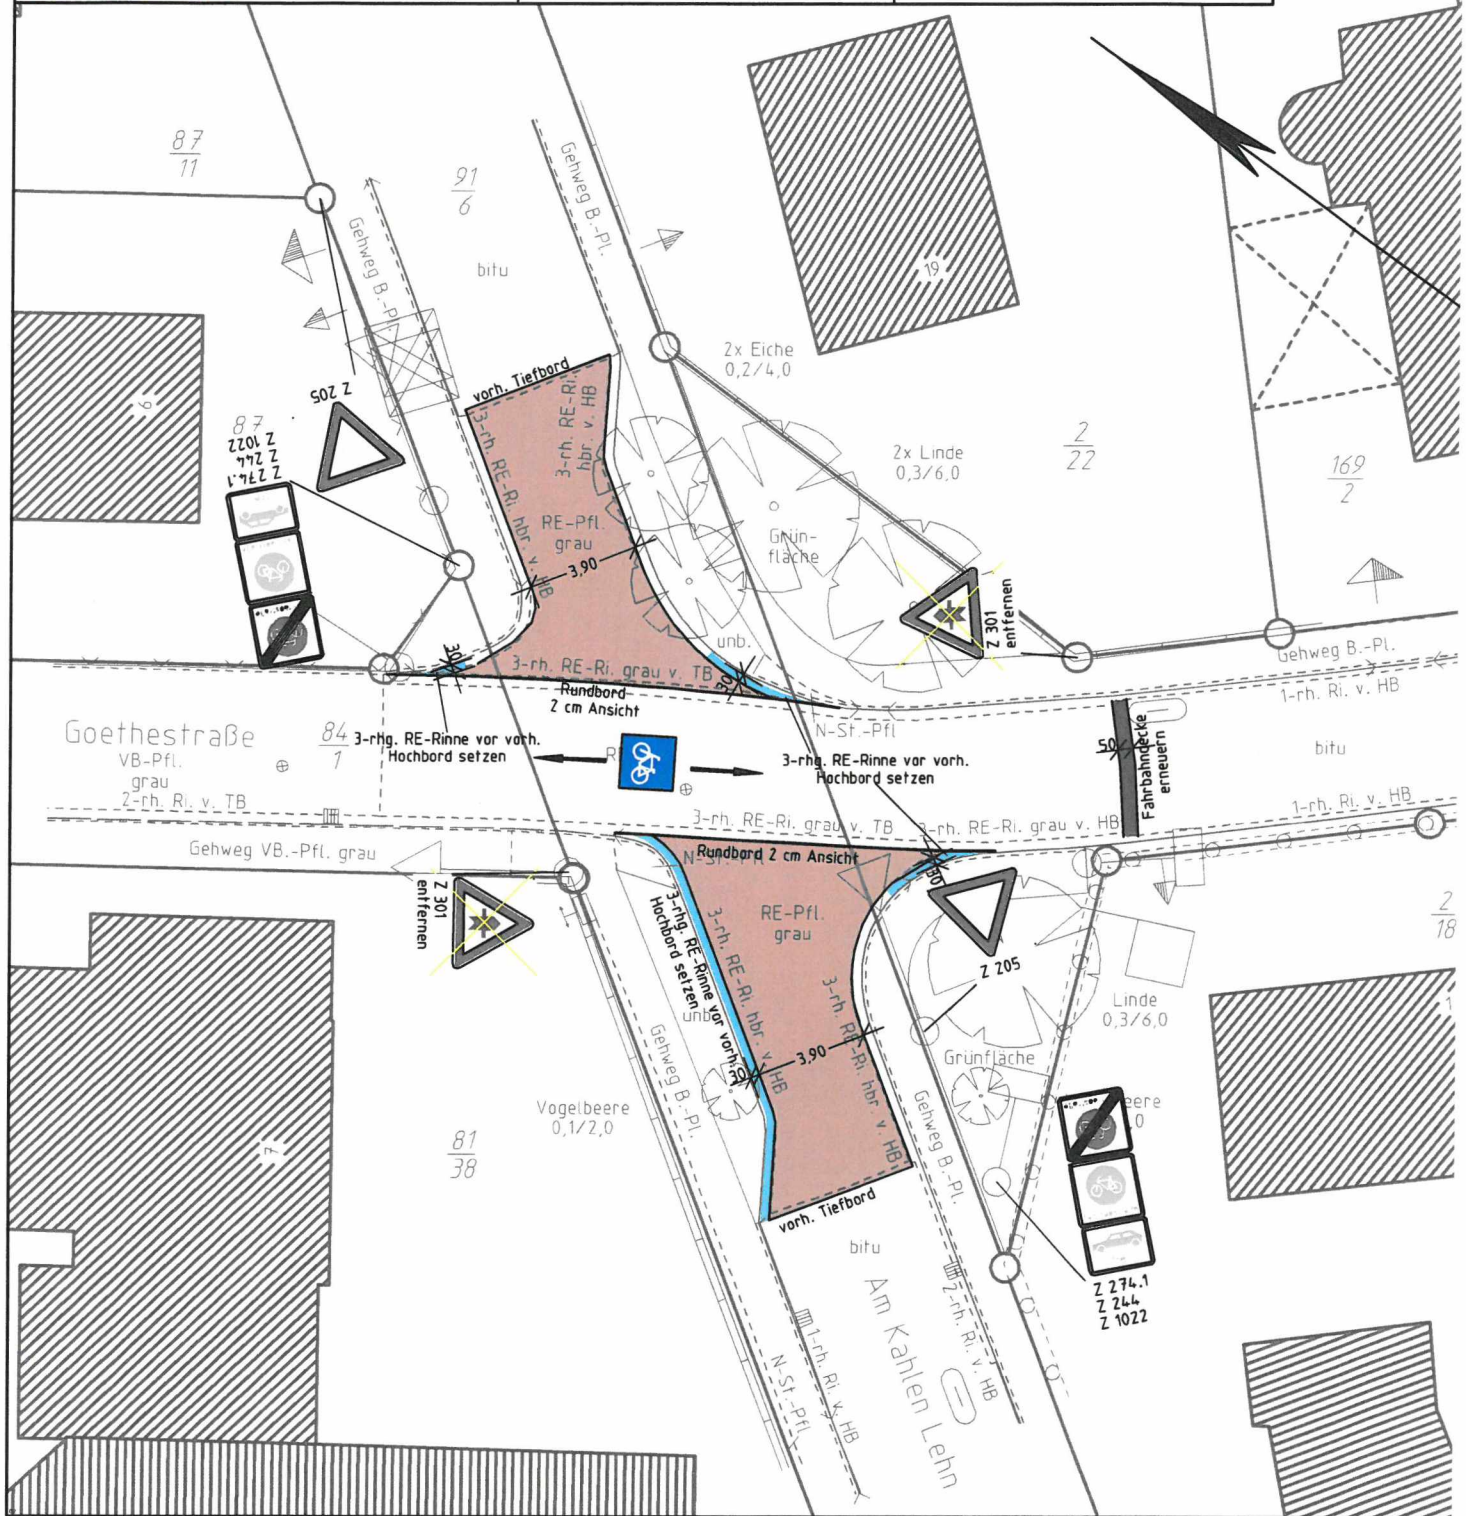 87
11
91
6
Gehweg B.-Pl.
Gehweg B.-Pl.
bitu
19
2x Eiche
0,2/4,0
vorh. Tiefbord
3-rh. RE-Ri.
hbr. v. HB
3-rh. RE-Ri. hbr. v. HB
Z 205
6
87
Z 1022
Z 244
Z 274.1
2x Linde
0,3/6,0
2
22
169
2
RE-Pfl.
grau
3,90
Grün-
fläche
unb.
Z 301
entfernen
30
3-rh. RE-Ri. grau v. TB
30
Rundbord
2 cm Ansicht
Gehweg B.-Pl.
1-rh. Ri. v. HB
N-St.-Pfl
Goethestraße
VB-Pfl.
grau
2-rh. Ri. v. TB
84
1
3-rhg. RE-Rinne vor vorh.
Hochbord setzen
3-rhg. RE-Rinne vor vorh.
Hochbord setzen
50
Fahrbahndecke
erneuern
bitu
1-rh. Ri. v. HB
3-rh. RE-Ri. grau v. TB
3-rh. RE-Ri. grau v. HB
Gehweg VB.-Pfl. grau
Rundbord 2 cm Ansicht
30
Z 301
entfernen
3-rhg. RE-Rinne vor vorh.
Hochbord setzen
3-rh. RE-Ri. hbr. v. HB
RE-Pfl.
grau
Z 205
2
18
Linde
0,3/6,0
unb.
3-rh. RE-Ri. hbr. v. HB
3,90
30
Grünfläche
Gehweg B.-Pl.
Vogelbeere
0,1/2,0
81
38
7
Gehweg B.-Pl.
vorh. Tiefbord
bitu
Am Kahlen Lehn
2-rh. Ri. v. HB
Z 274.1
Z 244
Z 1022
N-St.-Pfl
1-rh. Ri. v. HB